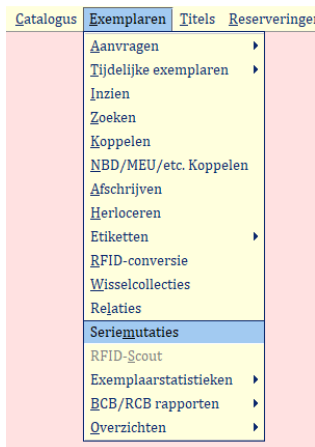 Catalogus Exemplaren Titels Reserveringen
Aanvragen
Tijdelijke exemplaren
Inzien
Zoeken
Koppelen
NBD/MEU/etc. Koppelen
Afschrijven
Herloceren
Etiketten
RFID-conversie
Wisselcollecties
Relaties
Seriemutaties
RFID-Scout
Exemplaarstatistieken
BCB/RCB rapporten
Overzichten